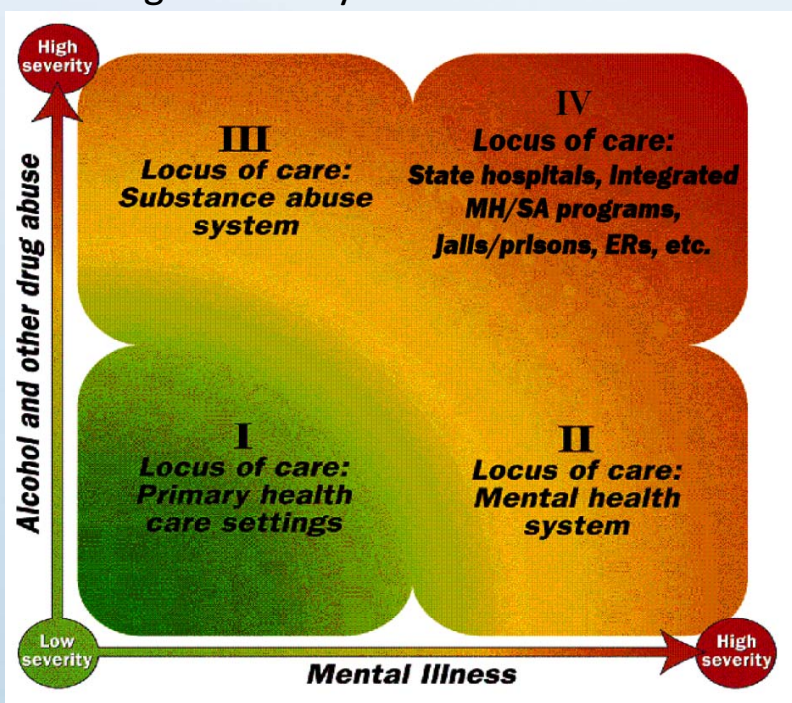 High
severity
III
Locus of care:
Substance abuse
system
IV
Locus of care:
State hospitals, Integrated
MH/SA programs,
jails/prisons, ERs, etc.
Alcohol and other drug abuse
I
Locus of care:
Primary health
care settings
II
Locus of care:
Mental health
system
Low
severity
High
severity
Mental Illness